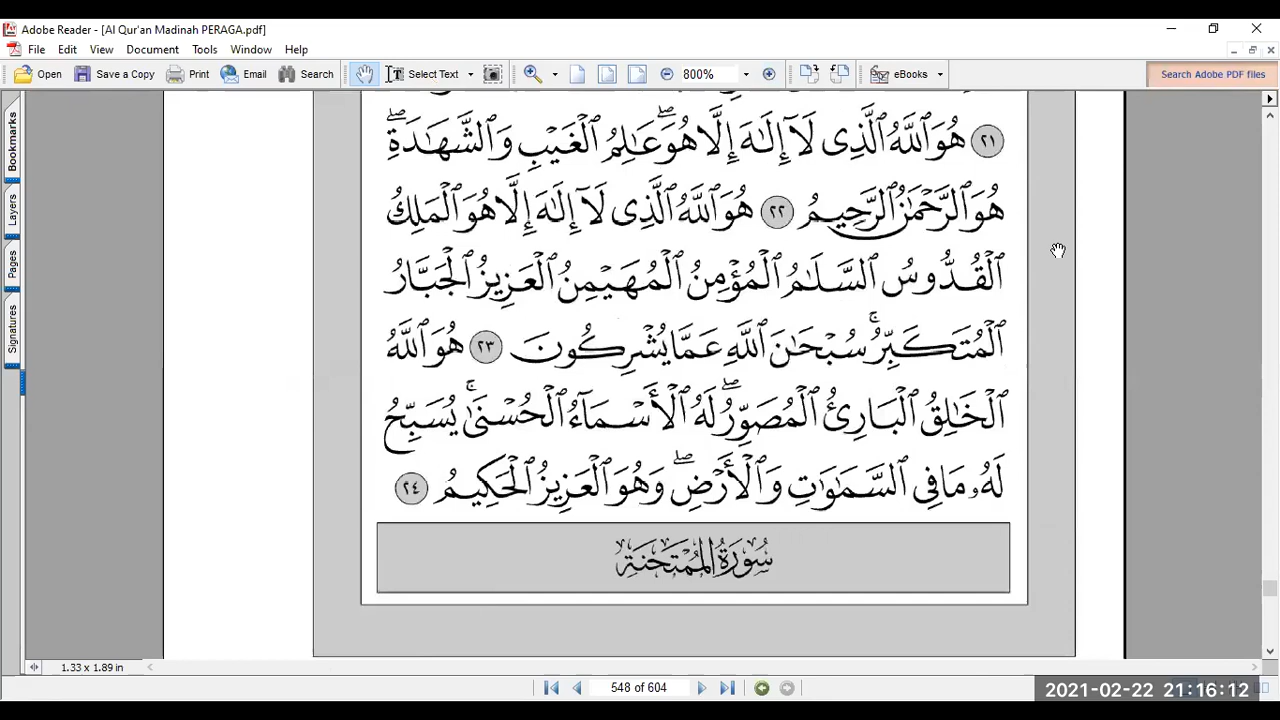 Adobe Reader - [Al Qur'an Madinah PERAGA.pdf]
File Edit View Document Tools Window Help
Open Save a Copy Print Email Search Select Text 800% eBooks Search Adobe PDF files
Bookmarks
Layers
Pages
Signatures
٢١ هُوَ ٱللَّهُ ٱلَّذِى لَآ إِلَٰهَ إِلَّا هُوَ ۖ عَٰلِمُ ٱلْغَيْبِ وَٱلشَّهَٰدَةِ ۖ
هُوَ ٱلرَّحْمَٰنُ ٱلرَّحِيمُ ٢٢ هُوَ ٱللَّهُ ٱلَّذِى لَآ إِلَٰهَ إِلَّا هُوَ ٱلْمَلِكُ
ٱلْقُدُّوسُ ٱلسَّلَٰمُ ٱلْمُؤْمِنُ ٱلْمُهَيْمِنُ ٱلْعَزِيزُ ٱلْجَبَّارُ
ٱلْمُتَكَبِّرُ ۚ سُبْحَٰنَ ٱللَّهِ عَمَّا يُشْرِكُونَ ٢٣ هُوَ ٱللَّهُ
ٱلْخَٰلِقُ ٱلْبَارِئُ ٱلْمُصَوِّرُ ۖ لَهُ ٱلْأَسْمَآءُ ٱلْحُسْنَىٰ ۚ يُسَبِّحُ
لَهُۥ مَا فِى ٱلسَّمَٰوَٰتِ وَٱلْأَرْضِ ۖ وَهُوَ ٱلْعَزِيزُ ٱلْحَكِيمُ ٢٤
سُورَةُ المُمْتَحنَةِ
1.33 x 1.89 in
548 of 604
2021-02-22 21:16:12